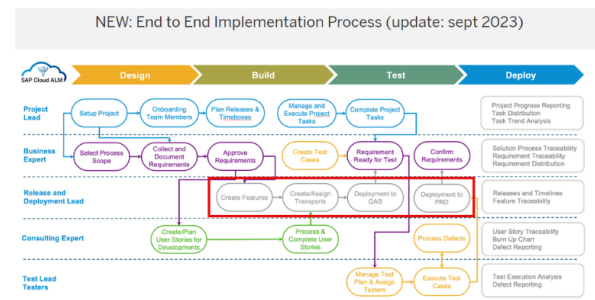 NEW: End to End Implementation Process (update: sept 2023)
SAP Cloud ALM
Design
Build
Test
Deploy
Project
Lead
Setup Project
Onboarding
Team Members
Plan Releases &
Timeboxes
Manage and
Execute Project
Tasks
Complete Project
Tasks
Project Progress Reporting
Task Distribution
Task Trend Analysis
Business
Expert
Select Process
Scope
Collect and
Document
Requirements
Approve
Requirements
Create Test
Cases
Requirement
Ready for Test
Confirm
Requirements
Solution Process Traceability
Requirement Traceability
Requirement Distribution
Release and
Deployment Lead
Create Features
Create/Assign
Transports
Deployment to
QAS
Deployment to
PRD
Releases and Timelines
Feature Traceability
Consulting Expert
Create/Plan
User Stories for
Developments
Process &
Complete User
Stories
Process Defects
User Story Traceability
Burn Up Chart
Defect Reporting
Test Lead
Testers
Manage Test
Plan & Assign
Testers
Execute Test
Cases
Test Execution Analysis
Defect Reporting